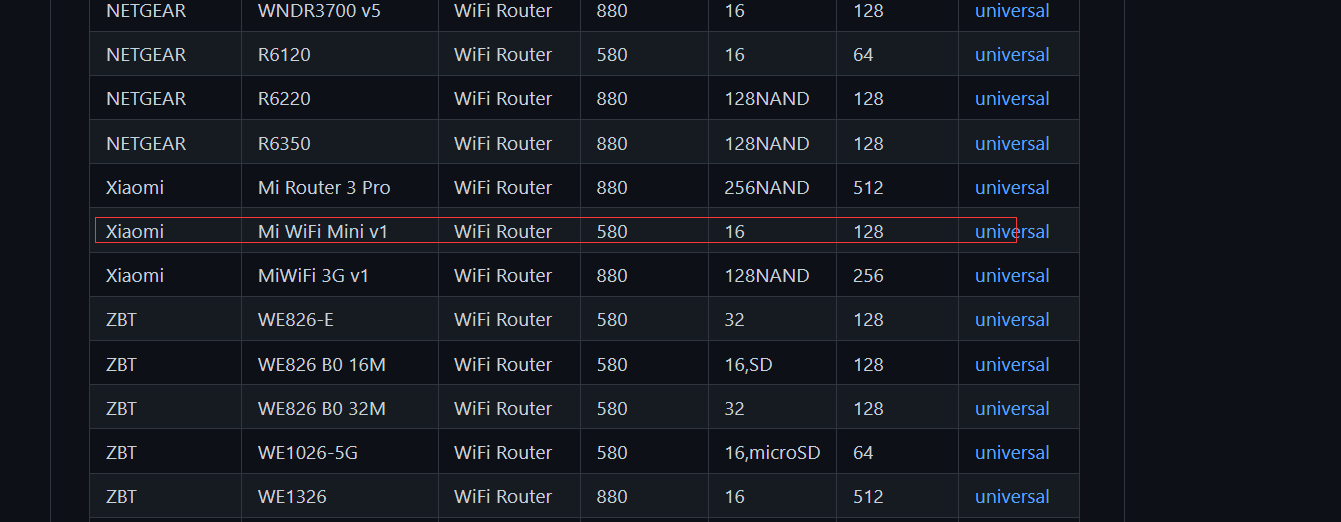 NETGEAR WNDR3700 v5 WiFi Router 880 16 128 universal
NETGEAR R6120 WiFi Router 580 16 64 universal
NETGEAR R6220 WiFi Router 880 128NAND 128 universal
NETGEAR R6350 WiFi Router 880 128NAND 128 universal
Xiaomi Mi Router 3 Pro WiFi Router 880 256NAND 512 universal
Xiaomi Mi WiFi Mini v1 WiFi Router 580 16 128 universal
Xiaomi MiWiFi 3G v1 WiFi Router 880 128NAND 256 universal
ZBT WE826-E WiFi Router 580 32 128 universal
ZBT WE826 B0 16M WiFi Router 580 16,SD 128 universal
ZBT WE826 B0 32M WiFi Router 580 32 128 universal
ZBT WE1026-5G WiFi Router 580 16,microSD 64 universal
ZBT WE1326 WiFi Router 880 16 512 universal